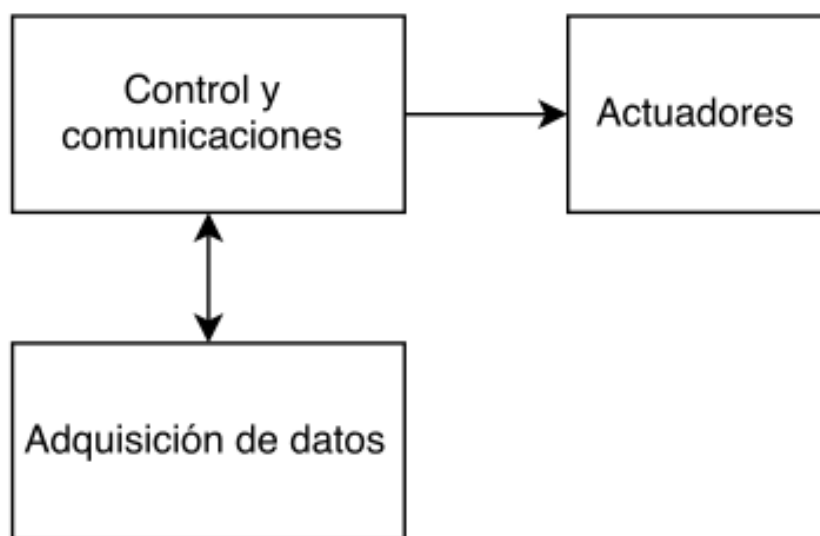 Control y
comunicaciones
Actuadores
Adquisición de datos